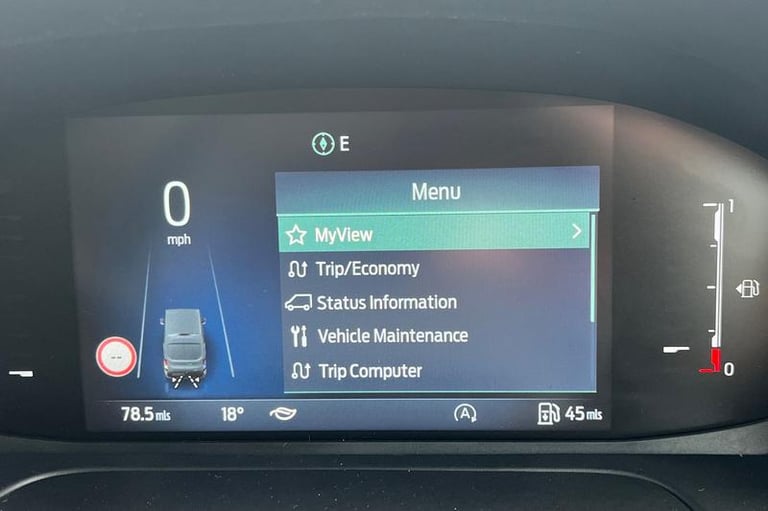 E
0
mph
Menu
MyView
Trip/Economy
Status Information
Vehicle Maintenance
Trip Computer
--
78.5 mls
18°
A
45 mls
1
0